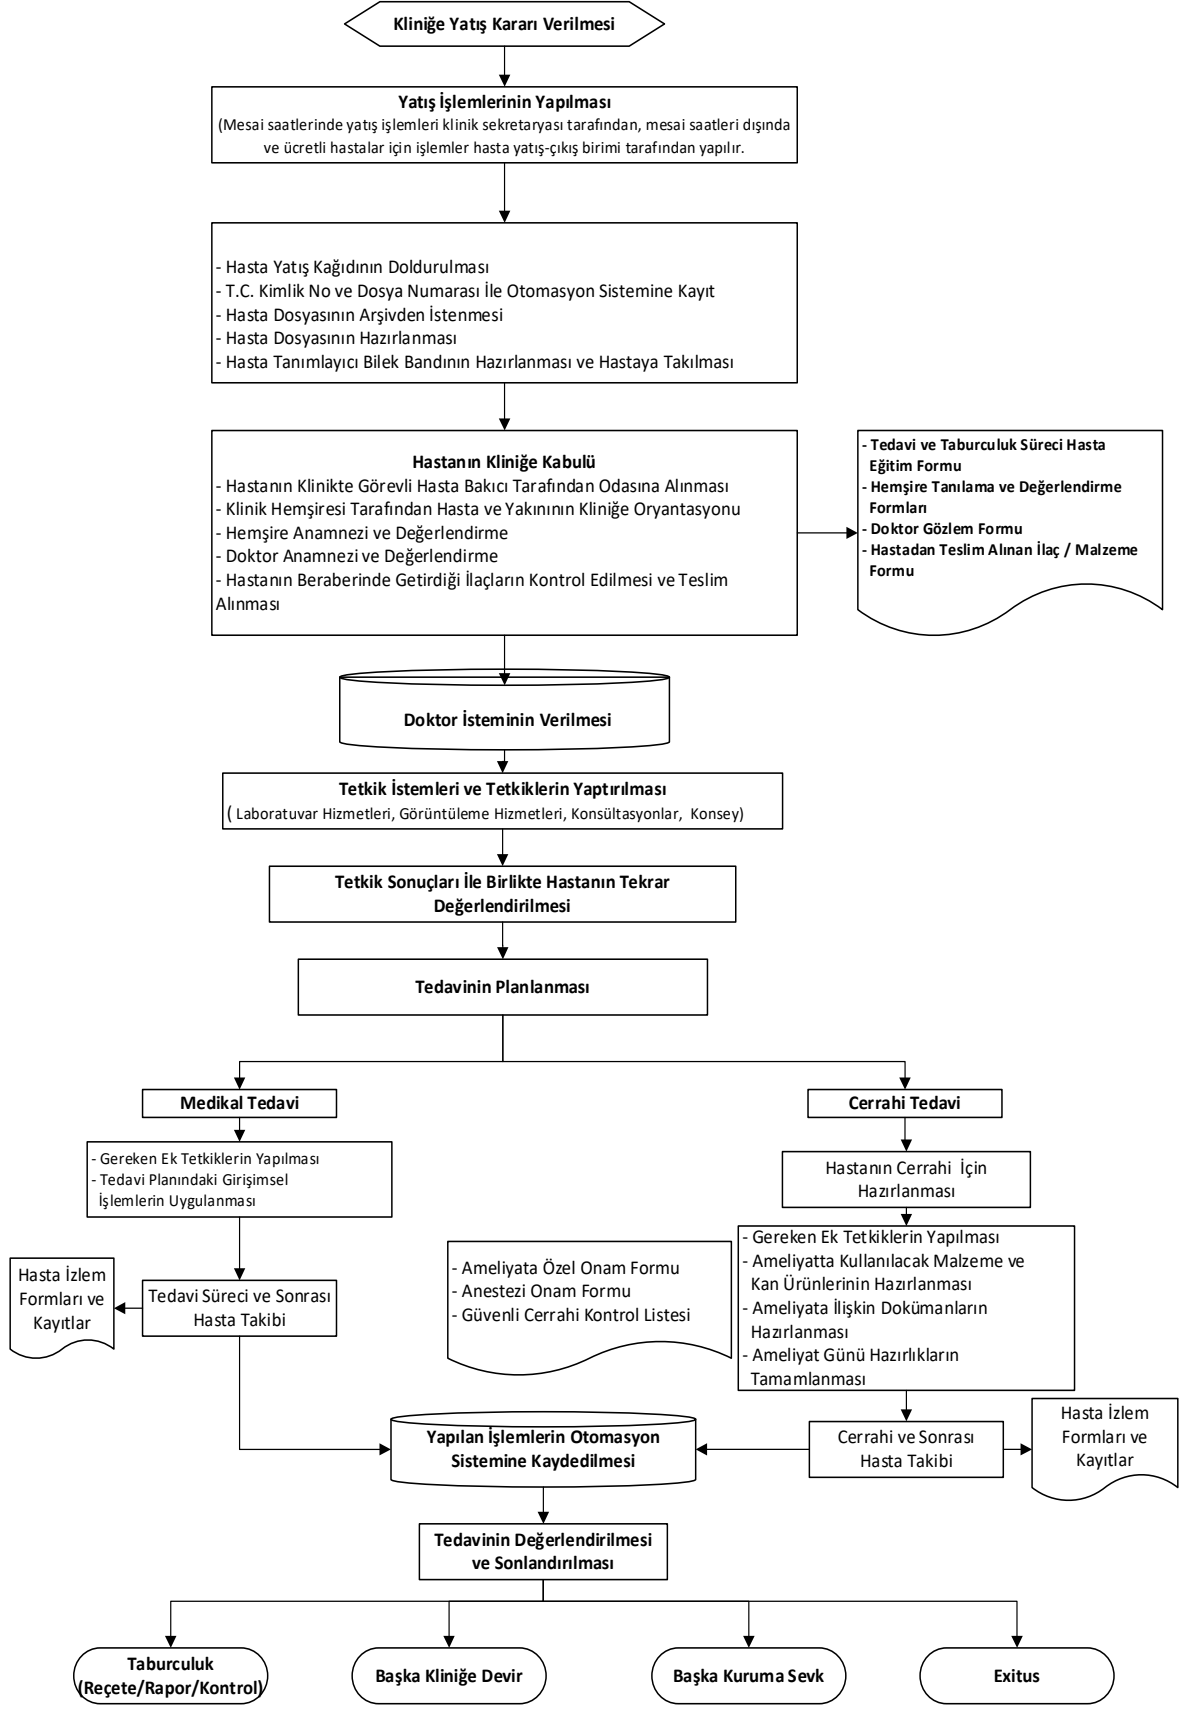 Kliniğe Yatış Kararı Verilmesi
Yatış İşlemlerinin Yapılması
(Mesai saatlerinde yatış işlemleri klinik sekretaryası tarafından, mesai saatleri dışında
ve ücretli hastalar için işlemler hasta yatış-çıkış birimi tarafından yapılır.
- Hasta Yatış Kağıdının Doldurulması
- T.C. Kimlik No ve Dosya Numarası İle Otomasyon Sistemine Kayıt
- Hasta Dosyasının Arşivden İstenmesi
- Hasta Dosyasının Hazırlanması
- Hasta Tanımlayıcı Bilek Bandının Hazırlanması ve Hastaya Takılması
Hastanın Kliniğe Kabulü
- Hastanın Klinikte Görevli Hasta Bakıcı Tarafından Odasına Alınması
- Klinik Hemşiresi Tarafından Hasta ve Yakınının Kliniğe Oryantasyonu
- Hemşire Anamnezi ve Değerlendirme
- Doktor Anamnezi ve Değerlendirme
- Hastanın Beraberinde Getirdiği İlaçların Kontrol Edilmesi ve Teslim
Alınması
- Tedavi ve Taburculuk Süreci Hasta
Eğitim Formu
- Hemşire Tanılama ve Değerlendirme
Formları
- Doktor Gözlem Formu
- Hastadan Teslim Alınan İlaç / Malzeme
Formu
Doktor İsteminin Verilmesi
Tetkik İstemleri ve Tetkiklerin Yaptırılması
( Laboratuvar Hizmetleri, Görüntüleme Hizmetleri, Konsültasyonlar, Konsey)
Tetkik Sonuçları İle Birlikte Hastanın Tekrar
Değerlendirilmesi
Tedavinin Planlanması
Medikal Tedavi
- Gereken Ek Tetkiklerin Yapılması
- Tedavi Planındaki Girişimsel
İşlemlerin Uygulanması
Tedavi Süreci ve Sonrası
Hasta Takibi
Hasta İzlem
Formları ve
Kayıtlar
Cerrahi Tedavi
Hastanın Cerrahi İçin
Hazırlanması
- Gereken Ek Tetkiklerin Yapılması
- Ameliyatta Kullanılacak Malzeme ve
Kan Ürünlerinin Hazırlanması
- Ameliyata İlişkin Dokümanların
Hazırlanması
- Ameliyat Günü Hazırlıkların
Tamamlanması
- Ameliyata Özel Onam Formu
- Anestezi Onam Formu
- Güvenli Cerrahi Kontrol Listesi
Cerrahi ve Sonrası
Hasta Takibi
Hasta İzlem
Formları ve
Kayıtlar
Yapılan İşlemlerin Otomasyon
Sistemine Kaydedilmesi
Tedavinin Değerlendirilmesi
ve Sonlandırılması
Taburculuk
(Reçete/Rapor/Kontrol)
Başka Kliniğe Devir
Başka Kuruma Sevk
Exitus